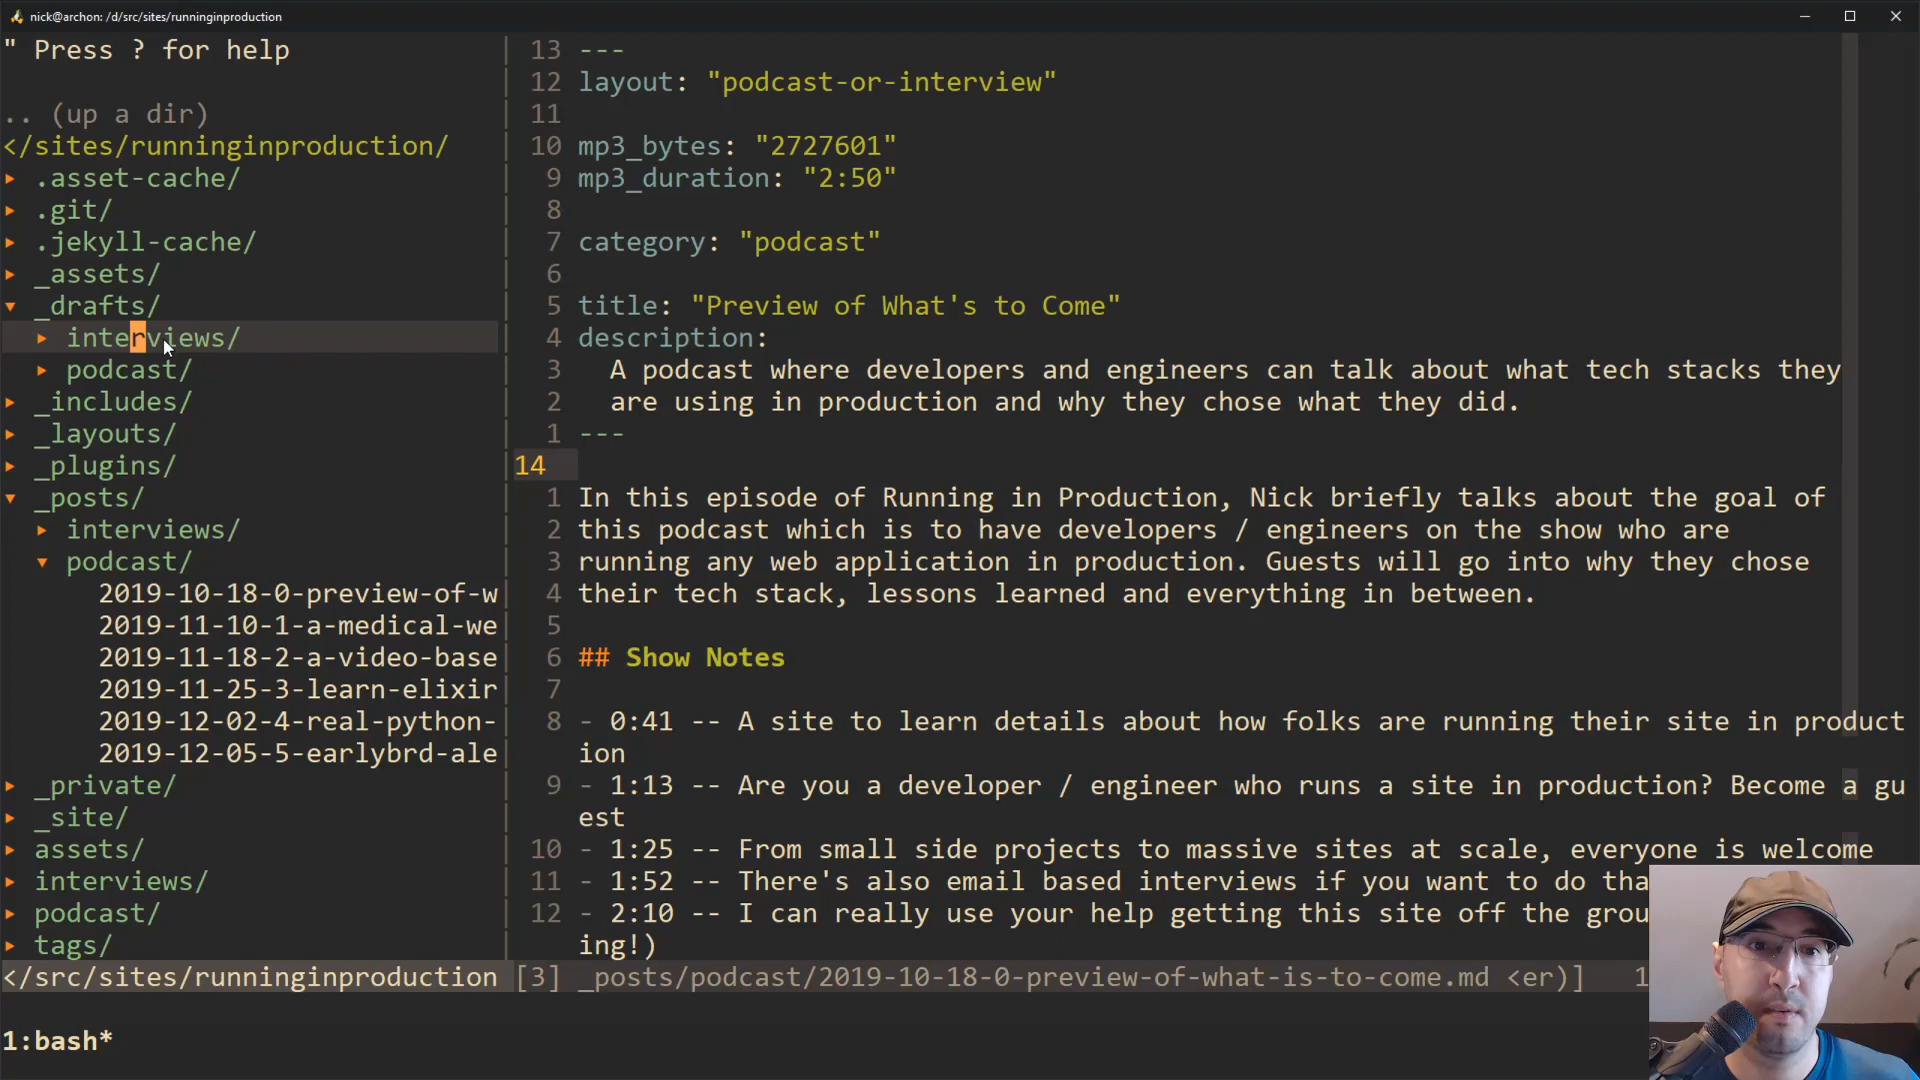 nick@archon: /d/src/sites/runninginproduction
" Press ? for help
.. (up a dir)
</sites/runninginproduction/
▸ .asset-cache/
▸ .git/
▸ .jekyll-cache/
▸ _assets/
▾ _drafts/
▸ interviews/
▸ podcast/
▸ _includes/
▸ _layouts/
▸ _plugins/
▾ _posts/
▸ interviews/
▾ podcast/
2019-10-18-0-preview-of-w
2019-11-10-1-a-medical-we
2019-11-18-2-a-video-base
2019-11-25-3-learn-elixir
2019-12-02-4-real-python-
2019-12-05-5-earlybrd-ale
▸ _private/
▸ _site/
▸ assets/
▸ interviews/
▸ podcast/
▸ tags/
</src/sites/runninginproduction
13 ---
12 layout: "podcast-or-interview"
11
10 mp3_bytes: "2727601"
9 mp3_duration: "2:50"
8
7 category: "podcast"
6
5 title: "Preview of What's to Come"
4 description:
3 A podcast where developers and engineers can talk about what tech stacks they
2 are using in production and why they chose what they did.
1 ---
14
1 In this episode of Running in Production, Nick briefly talks about the goal of
2 this podcast which is to have developers / engineers on the show who are
3 running any web application in production. Guests will go into why they chose
4 their tech stack, lessons learned and everything in between.
5
6 ## Show Notes
7
8 - 0:41 -- A site to learn details about how folks are running their site in product
ion
9 - 1:13 -- Are you a developer / engineer who runs a site in production? Become a gu
est
10 - 1:25 -- From small side projects to massive sites at scale, everyone is welcome
11 - 1:52 -- There's also email based interviews if you want to do tha
12 - 2:10 -- I can really use your help getting this site off the grou
ing!)
[3] _posts/podcast/2019-10-18-0-preview-of-what-is-to-come.md <er)] 1
1:bash*